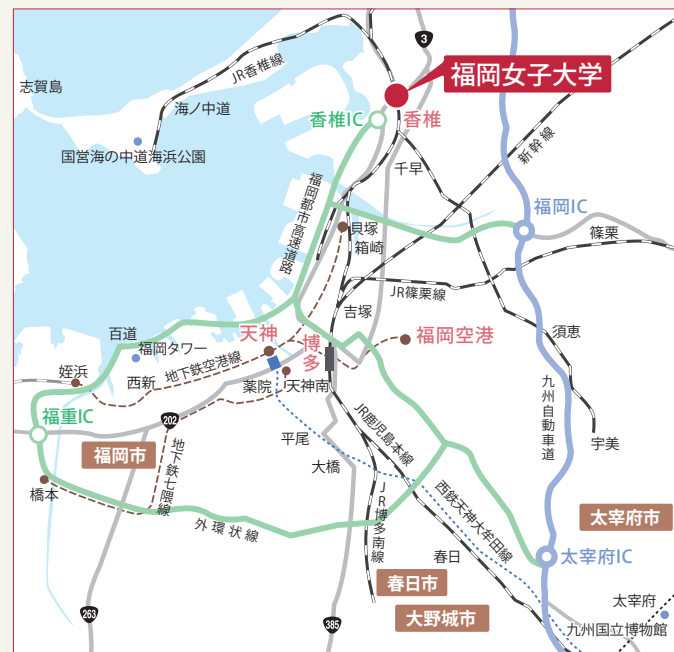 3
福岡女子大学
JR香椎線
志賀島
海ノ中道
香椎IC
香椎
国営海の中道海浜公園
千早
新幹線
福岡都市高速道路
福岡IC
貝塚
箱崎
篠栗
JR篠栗線
吉塚
百道
天神
博多
福岡空港
須恵
福岡タワー
地下鉄空港線
姪浜
西新
薬院
天神南
九州自動車道
福重IC
202
JR鹿児島本線
平尾
宇美
福岡市
地下鉄七隈線
大橋
橋本
JR博多南線
西鉄天神大牟田線
外環状線
太宰府市
春日
太宰府IC
春日市
263
大野城市
385
太宰府
九州国立博物館